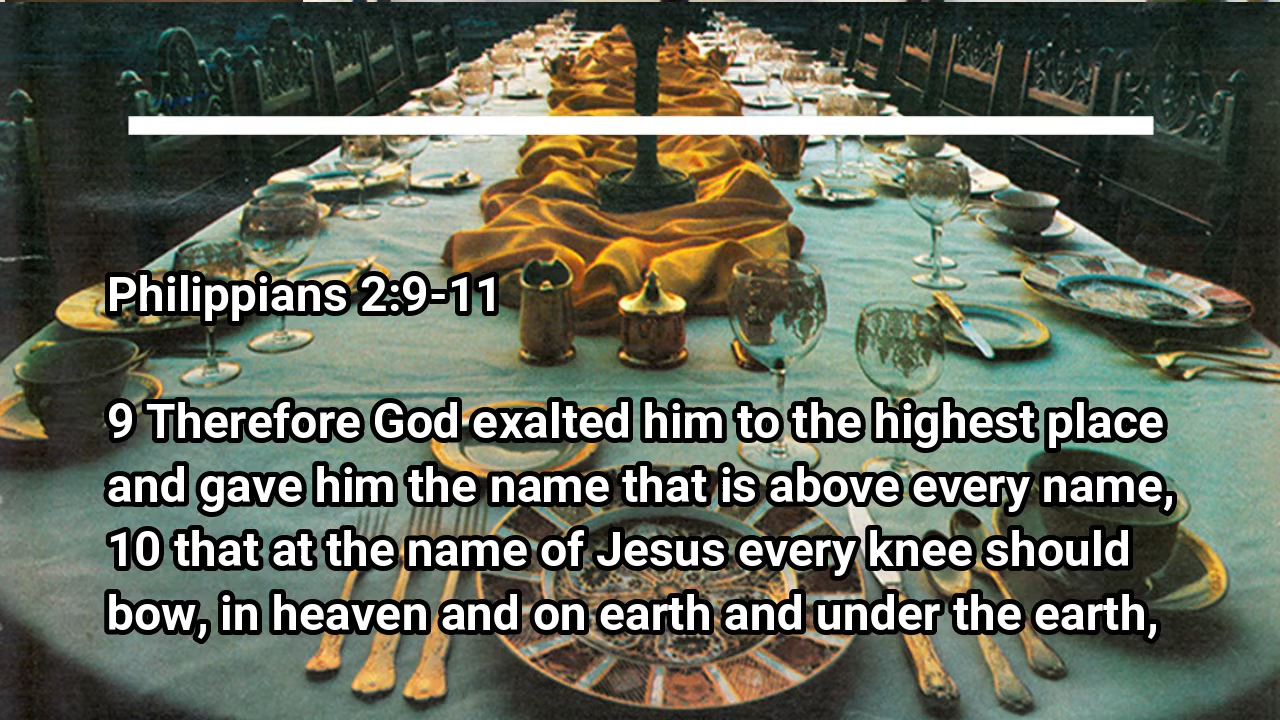 Philippians 2:9-11
9 Therefore God exalted him to the highest place
and gave him the name that is above every name,
10 that at the name of Jesus every knee should
bow, in heaven and on earth and under the earth,